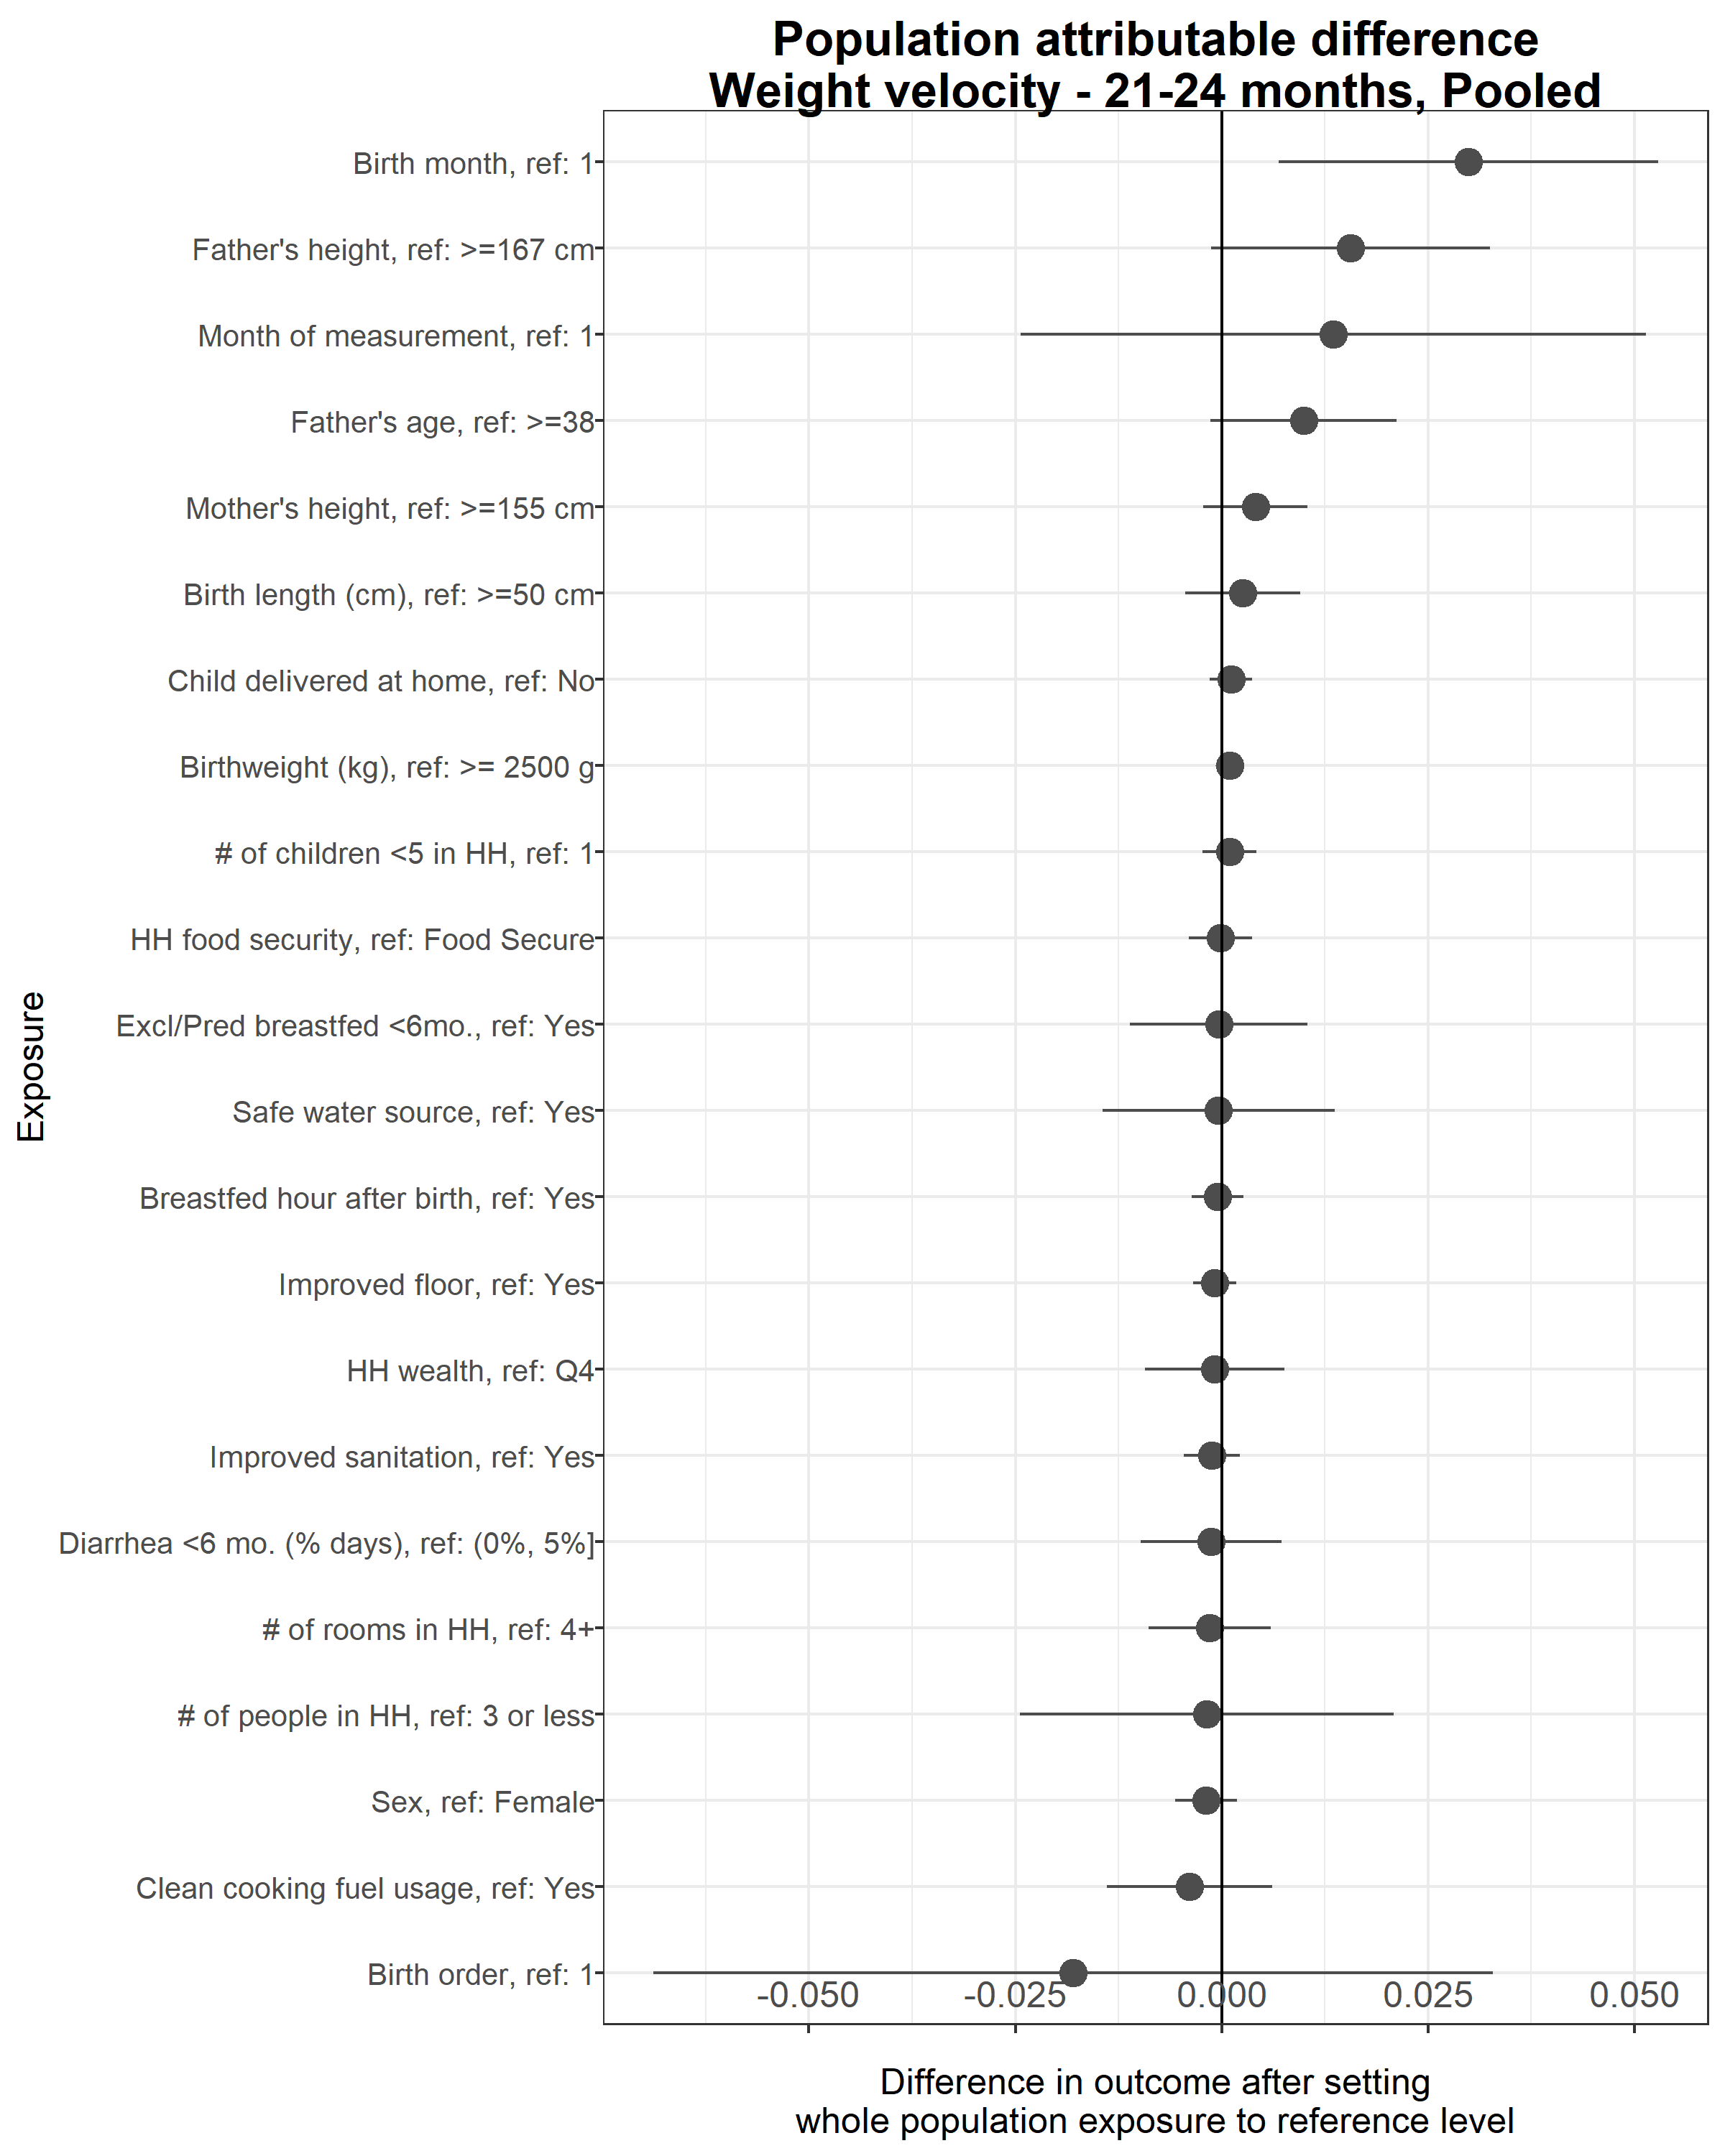 Population attributable difference
Weight velocity - 21-24 months, Pooled
Birth month, ref: 1
Father's height, ref: >=167 cm
Month of measurement, ref: 1
Father's age, ref: >=38
Mother's height, ref: >=155 cm
Birth length (cm), ref: >=50 cm
Child delivered at home, ref: No
Birthweight (kg), ref: >= 2500 g
# of children <5 in HH, ref: 1
HH food security, ref: Food Secure
Excl/Pred breastfed <6mo., ref: Yes
Safe water source, ref: Yes
Breastfed hour after birth, ref: Yes
Improved floor, ref: Yes
HH wealth, ref: Q4
Improved sanitation, ref: Yes
Diarrhea <6 mo. (% days), ref: (0%, 5%]
# of rooms in HH, ref: 4+
# of people in HH, ref: 3 or less
Sex, ref: Female
Clean cooking fuel usage, ref: Yes
Birth order, ref: 1
Exposure
-0.050 -0.025 0.000 0.025 0.050
Difference in outcome after setting
whole population exposure to reference level